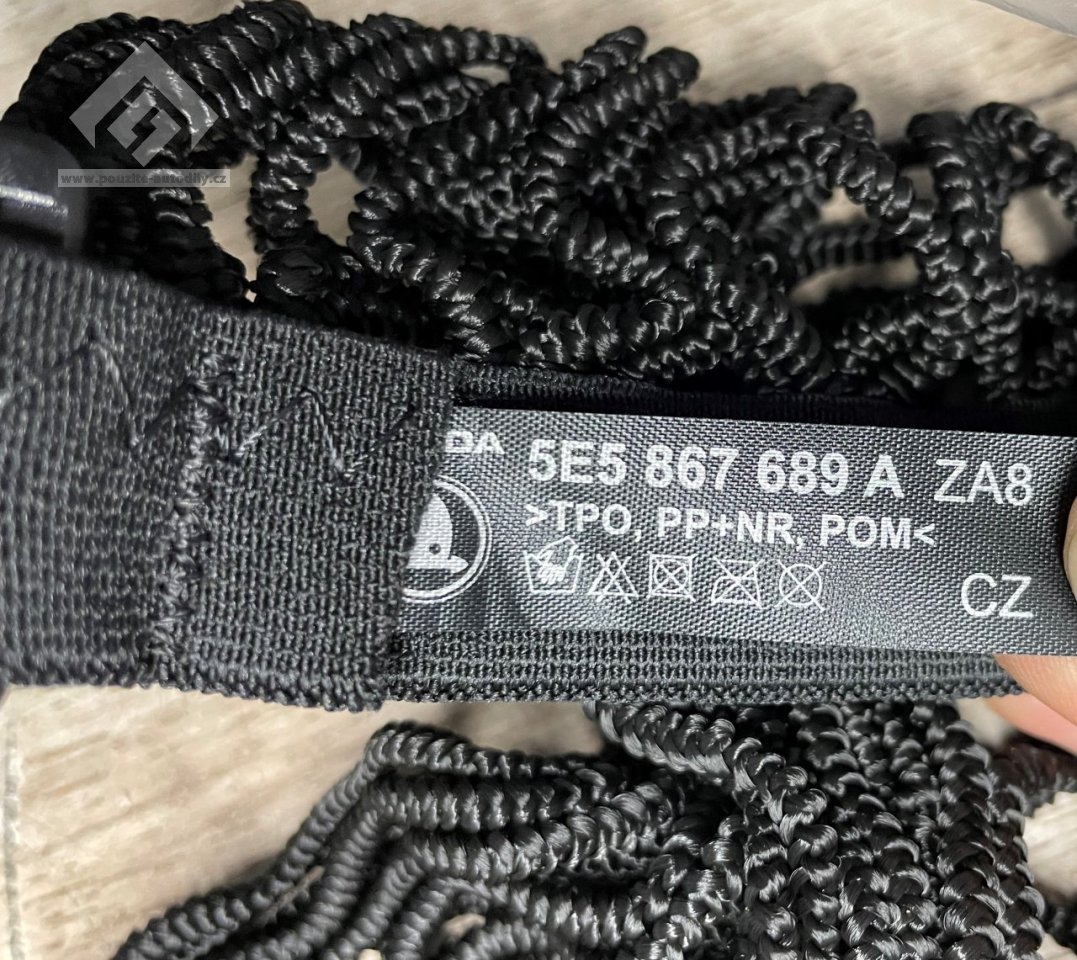 www.pouzite-autodily.cz
5E5 867 689 A ZA8
>TPO, PP+NR, POM<
CZ